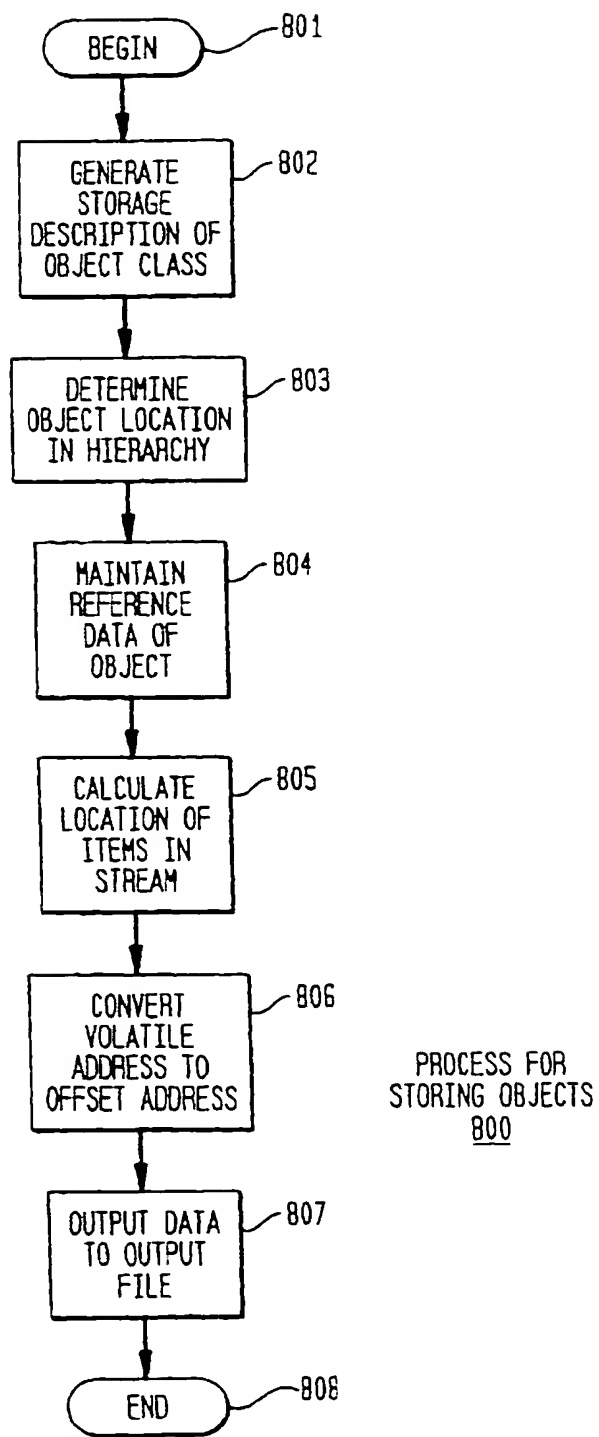 BEGIN
801
GENERATE
STORAGE
DESCRIPTION OF
OBJECT CLASS
802
DETERMINE
OBJECT LOCATION
IN HIERARCHY
803
MAINTAIN
REFERENCE
DATA OF
OBJECT
804
CALCULATE
LOCATION OF
ITEMS IN
STREAM
805
CONVERT
VOLATILE
ADDRESS TO
OFFSET ADDRESS
806
PROCESS FOR
STORING OBJECTS
800
OUTPUT DATA
TO OUTPUT
FILE
807
END
808